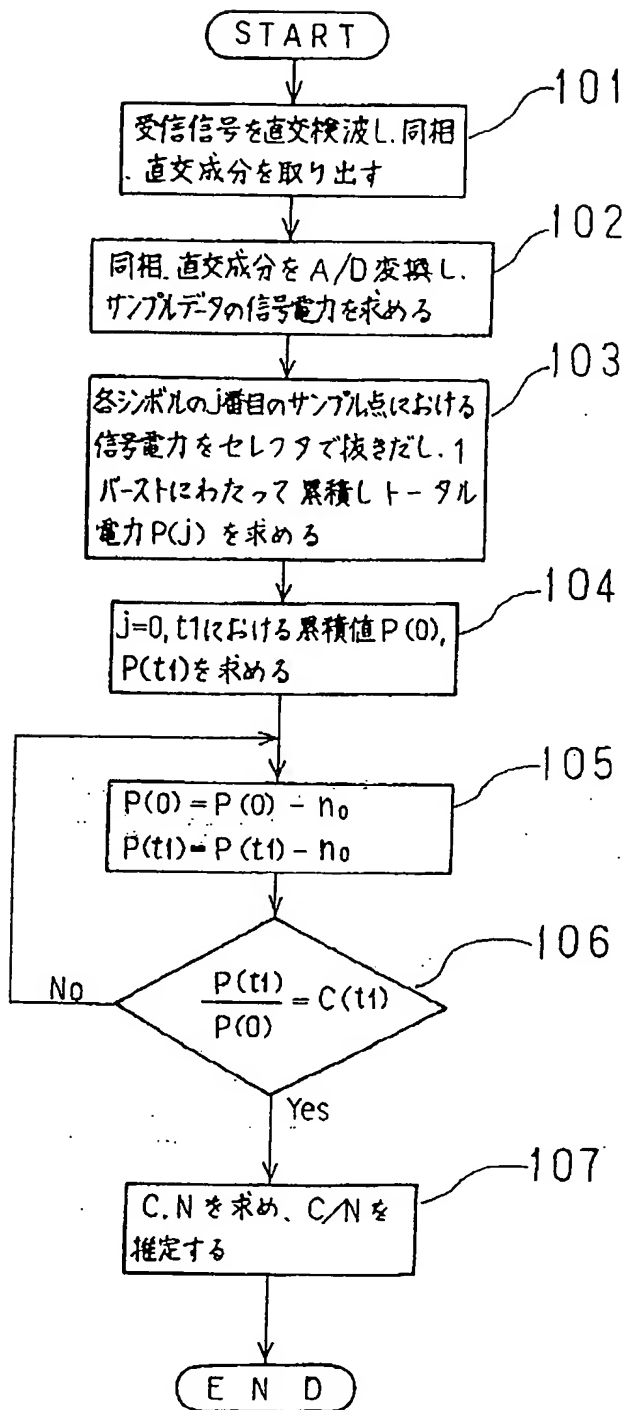 START
101
受信信号を直交検波し、同相
、直交成分を取り出す
102
同相、直交成分をA/D変換し、
サンプルデータの信号電力を求める
103
各シンボルのj番目のサンプル点における
信号電力をセレクタで抜きだし、1
バーストにわたって累積しトータル
電力P(j)を求める
104
j=0,t1における累積値P(0),
P(t1)を求める
105
P(0)=P(0)-n₀
P(t1)=P(t1)-n₀
106
P(t1)
P(0)
=C(t1)
No
Yes
107
C,Nを求め、C/Nを
推定する
END